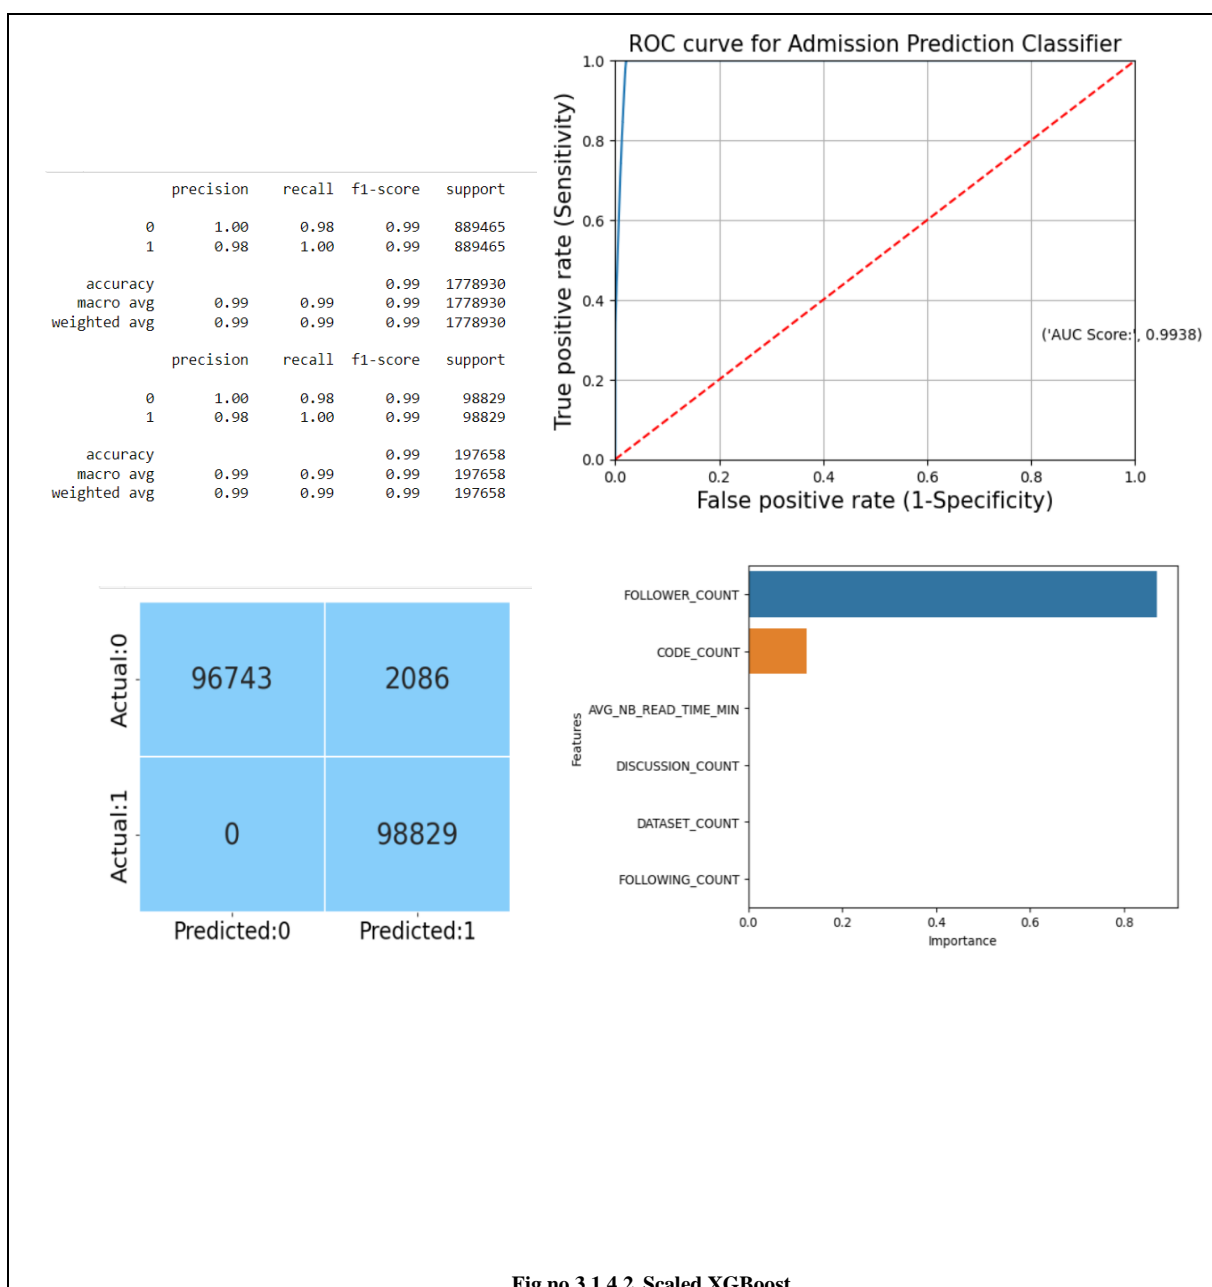 precision recall f1-score support
0 1.00 0.98 0.99 889465
1 0.98 1.00 0.99 889465
accuracy 0.99 1778930
macro avg 0.99 0.99 0.99 1778930
weighted avg 0.99 0.99 0.99 1778930
precision recall f1-score support
0 1.00 0.98 0.99 98829
1 0.98 1.00 0.99 98829
accuracy 0.99 197658
macro avg 0.99 0.99 0.99 197658
weighted avg 0.99 0.99 0.99 197658
ROC curve for Admission Prediction Classifier
True positive rate (Sensitivity)
1.0
0.8
0.6
0.4
0.2
0.0
('AUC Score:', 0.9938)
0.0 0.2 0.4 0.6 0.8 1.0
False positive rate (1-Specificity)
Actual:0
96743 2086
Actual:1
0 98829
Predicted:0 Predicted:1
Features
FOLLOWER_COUNT
CODE_COUNT
AVG_NB_READ_TIME_MIN
DISCUSSION_COUNT
DATASET_COUNT
FOLLOWING_COUNT
0.0 0.2 0.4 0.6 0.8
Importance
Fig no 3.1.4.2 Scaled XGBoost